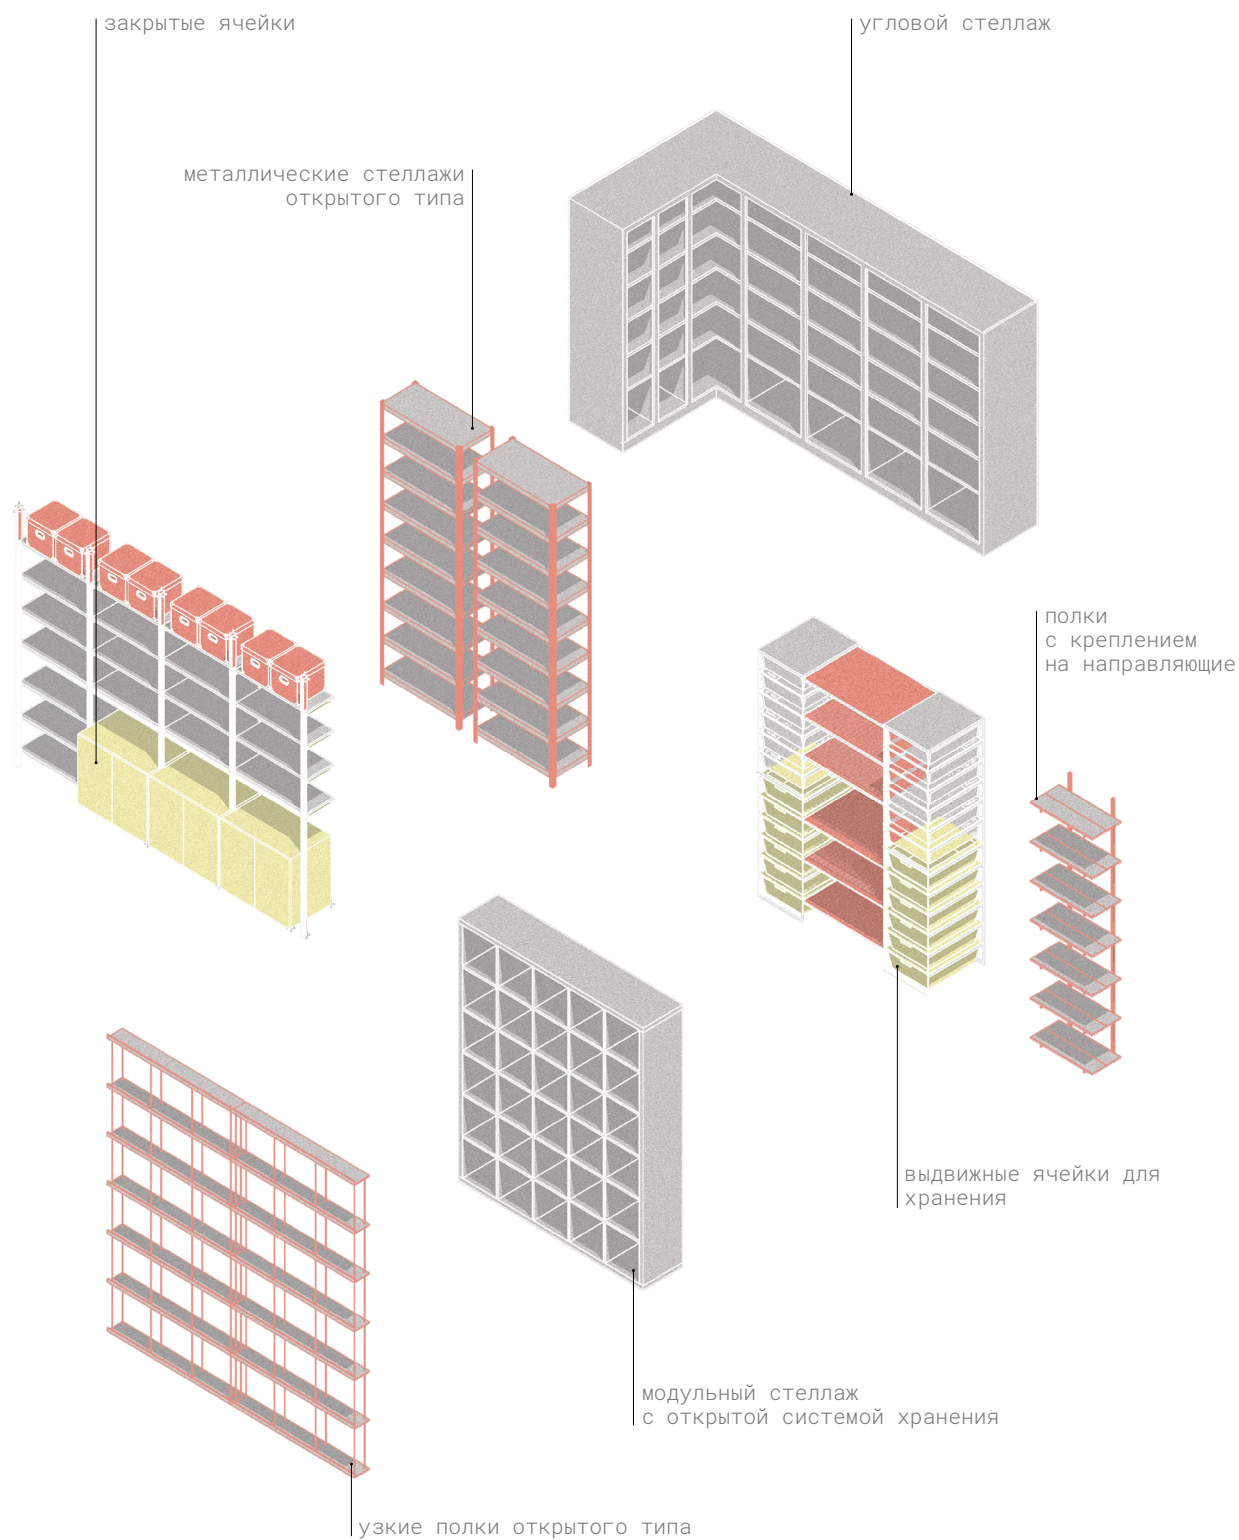 закрытые ячейки
угловой стеллаж
металлические стеллажи
открытого типа
полки
с креплением
на направляющие
выдвижные ячейки для
хранения
модульный стеллаж
с открытой системой хранения
узкие полки открытого типа